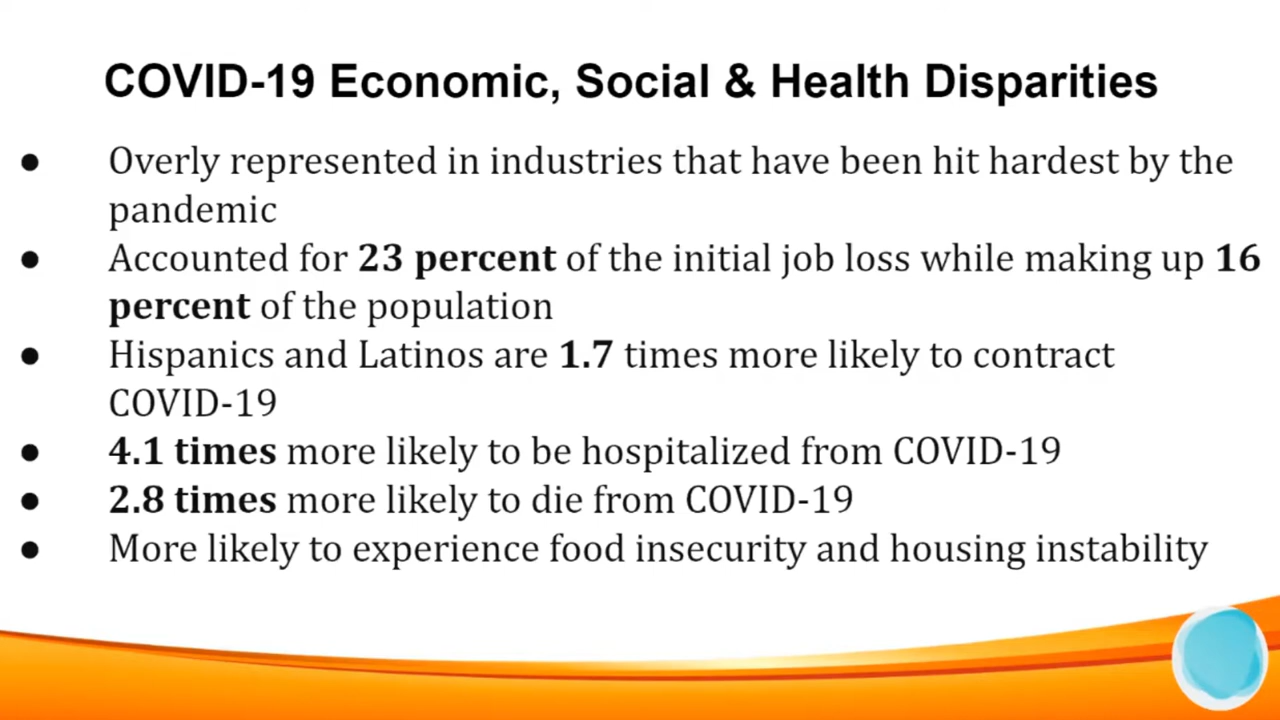 COVID-19 Economic, Social & Health Disparities
● Overly represented in industries that have been hit hardest by the
pandemic
● Accounted for 23 percent of the initial job loss while making up 16
percent of the population
● Hispanics and Latinos are 1.7 times more likely to contract
COVID-19
● 4.1 times more likely to be hospitalized from COVID-19
● 2.8 times more likely to die from COVID-19
● More likely to experience food insecurity and housing instability